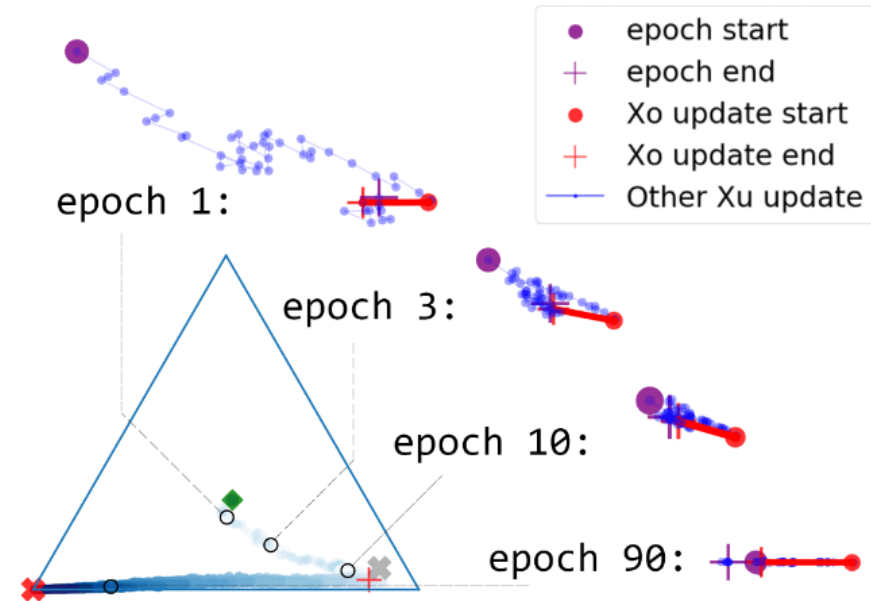 epoch start
epoch end
Xo update start
Xo update end
Other Xu update
epoch 1:
epoch 3:
epoch 10:
epoch 90: